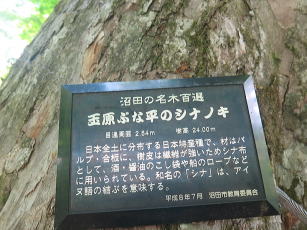 沼田の名木百選
玉原ぶな平のシナノキ
目通周囲 2.84m 樹高 24.00m
日本全土に分布する日本特産種で、材はパ
ルプ・合板に、樹皮は繊維が強いためシナ布
として、酒・醤油のこし袋や船のロープなど
に用いられている。和名の「シナ」は、アイ
ヌ語の結ぶを意味する。
平成8年7月 沼田市教育委員会